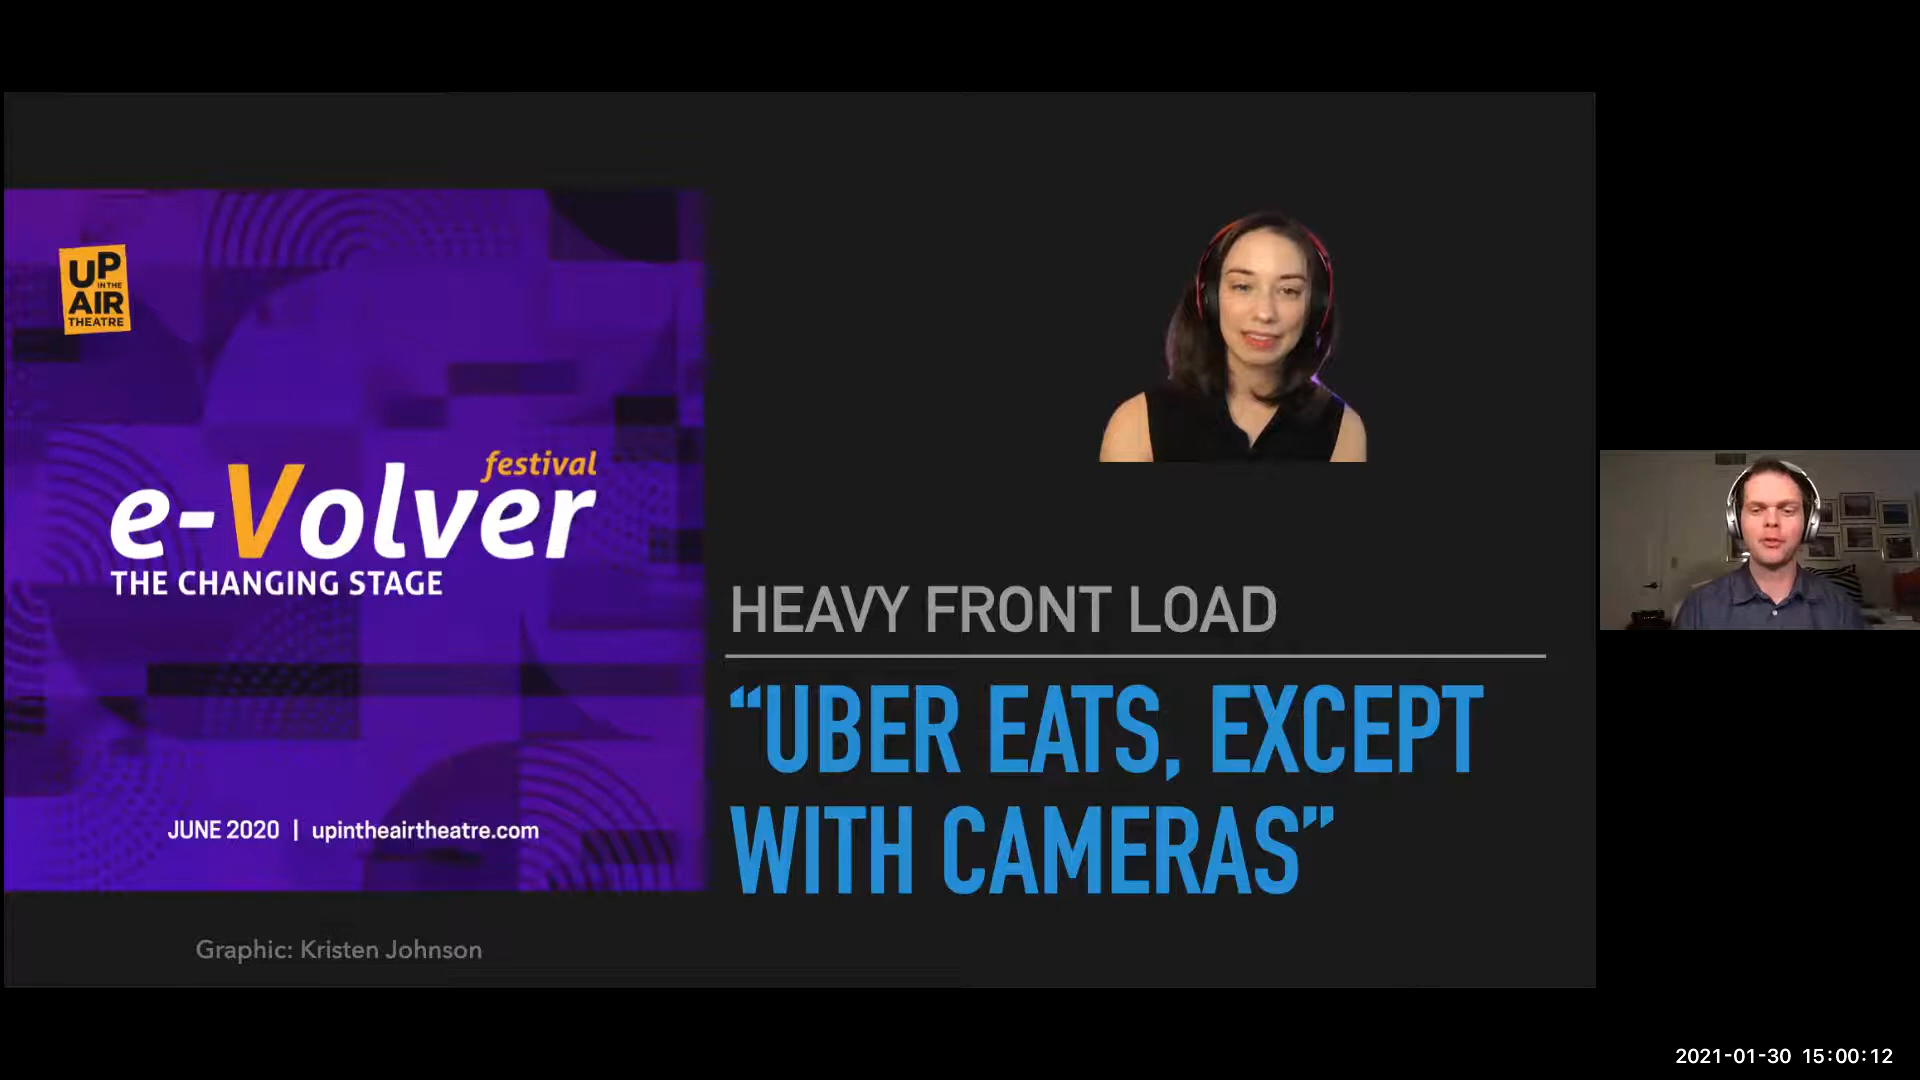 UP
IN THE
AIR
THEATRE
festival
e-Volver
THE CHANGING STAGE
JUNE 2020 | upintheairtheatre.com
Graphic: Kristen Johnson
HEAVY FRONT LOAD
“UBER EATS, EXCEPT
WITH CAMERAS”
2021-01-30 15:00:12